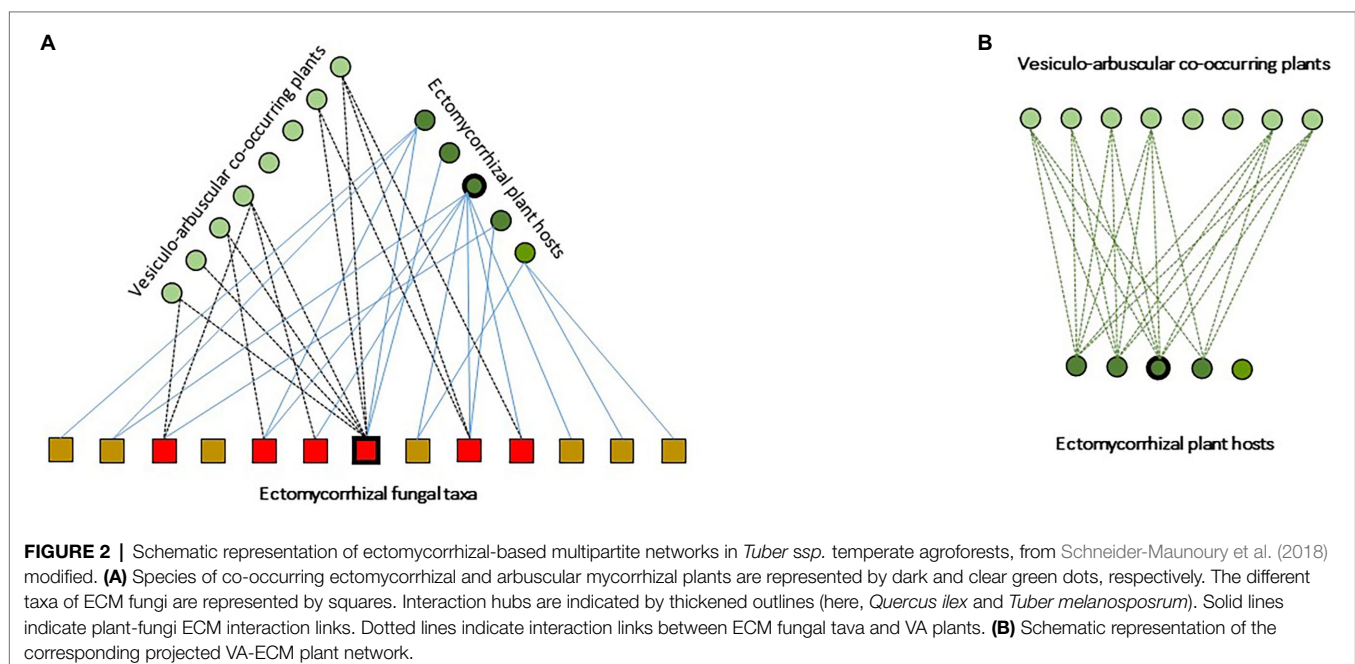 A
Vesiculo-arbuscular co-occurring plants
Ectomycorrhizal plant hosts
Ectomycorrhizal fungal taxa
B
Vesiculo-arbuscular co-occurring plants
Ectomycorrhizal plant hosts
FIGURE 2 | Schematic representation of ectomycorrhizal-based multipartite networks in Tuber ssp. temperate agroforests, from Schneider-Maunoury et al. (2018)
modified. (A) Species of co-occurring ectomycorrhizal and arbuscular mycorrhizal plants are represented by dark and clear green dots, respectively. The different
taxa of ECM fungi are represented by squares. Interaction hubs are indicated by thickened outlines (here, Quercus ilex and Tuber melanosposrum). Solid lines
indicate plant-fungi ECM interaction links. Dotted lines indicate interaction links between ECM fungal tava and VA plants. (B) Schematic representation of the
corresponding projected VA-ECM plant network.